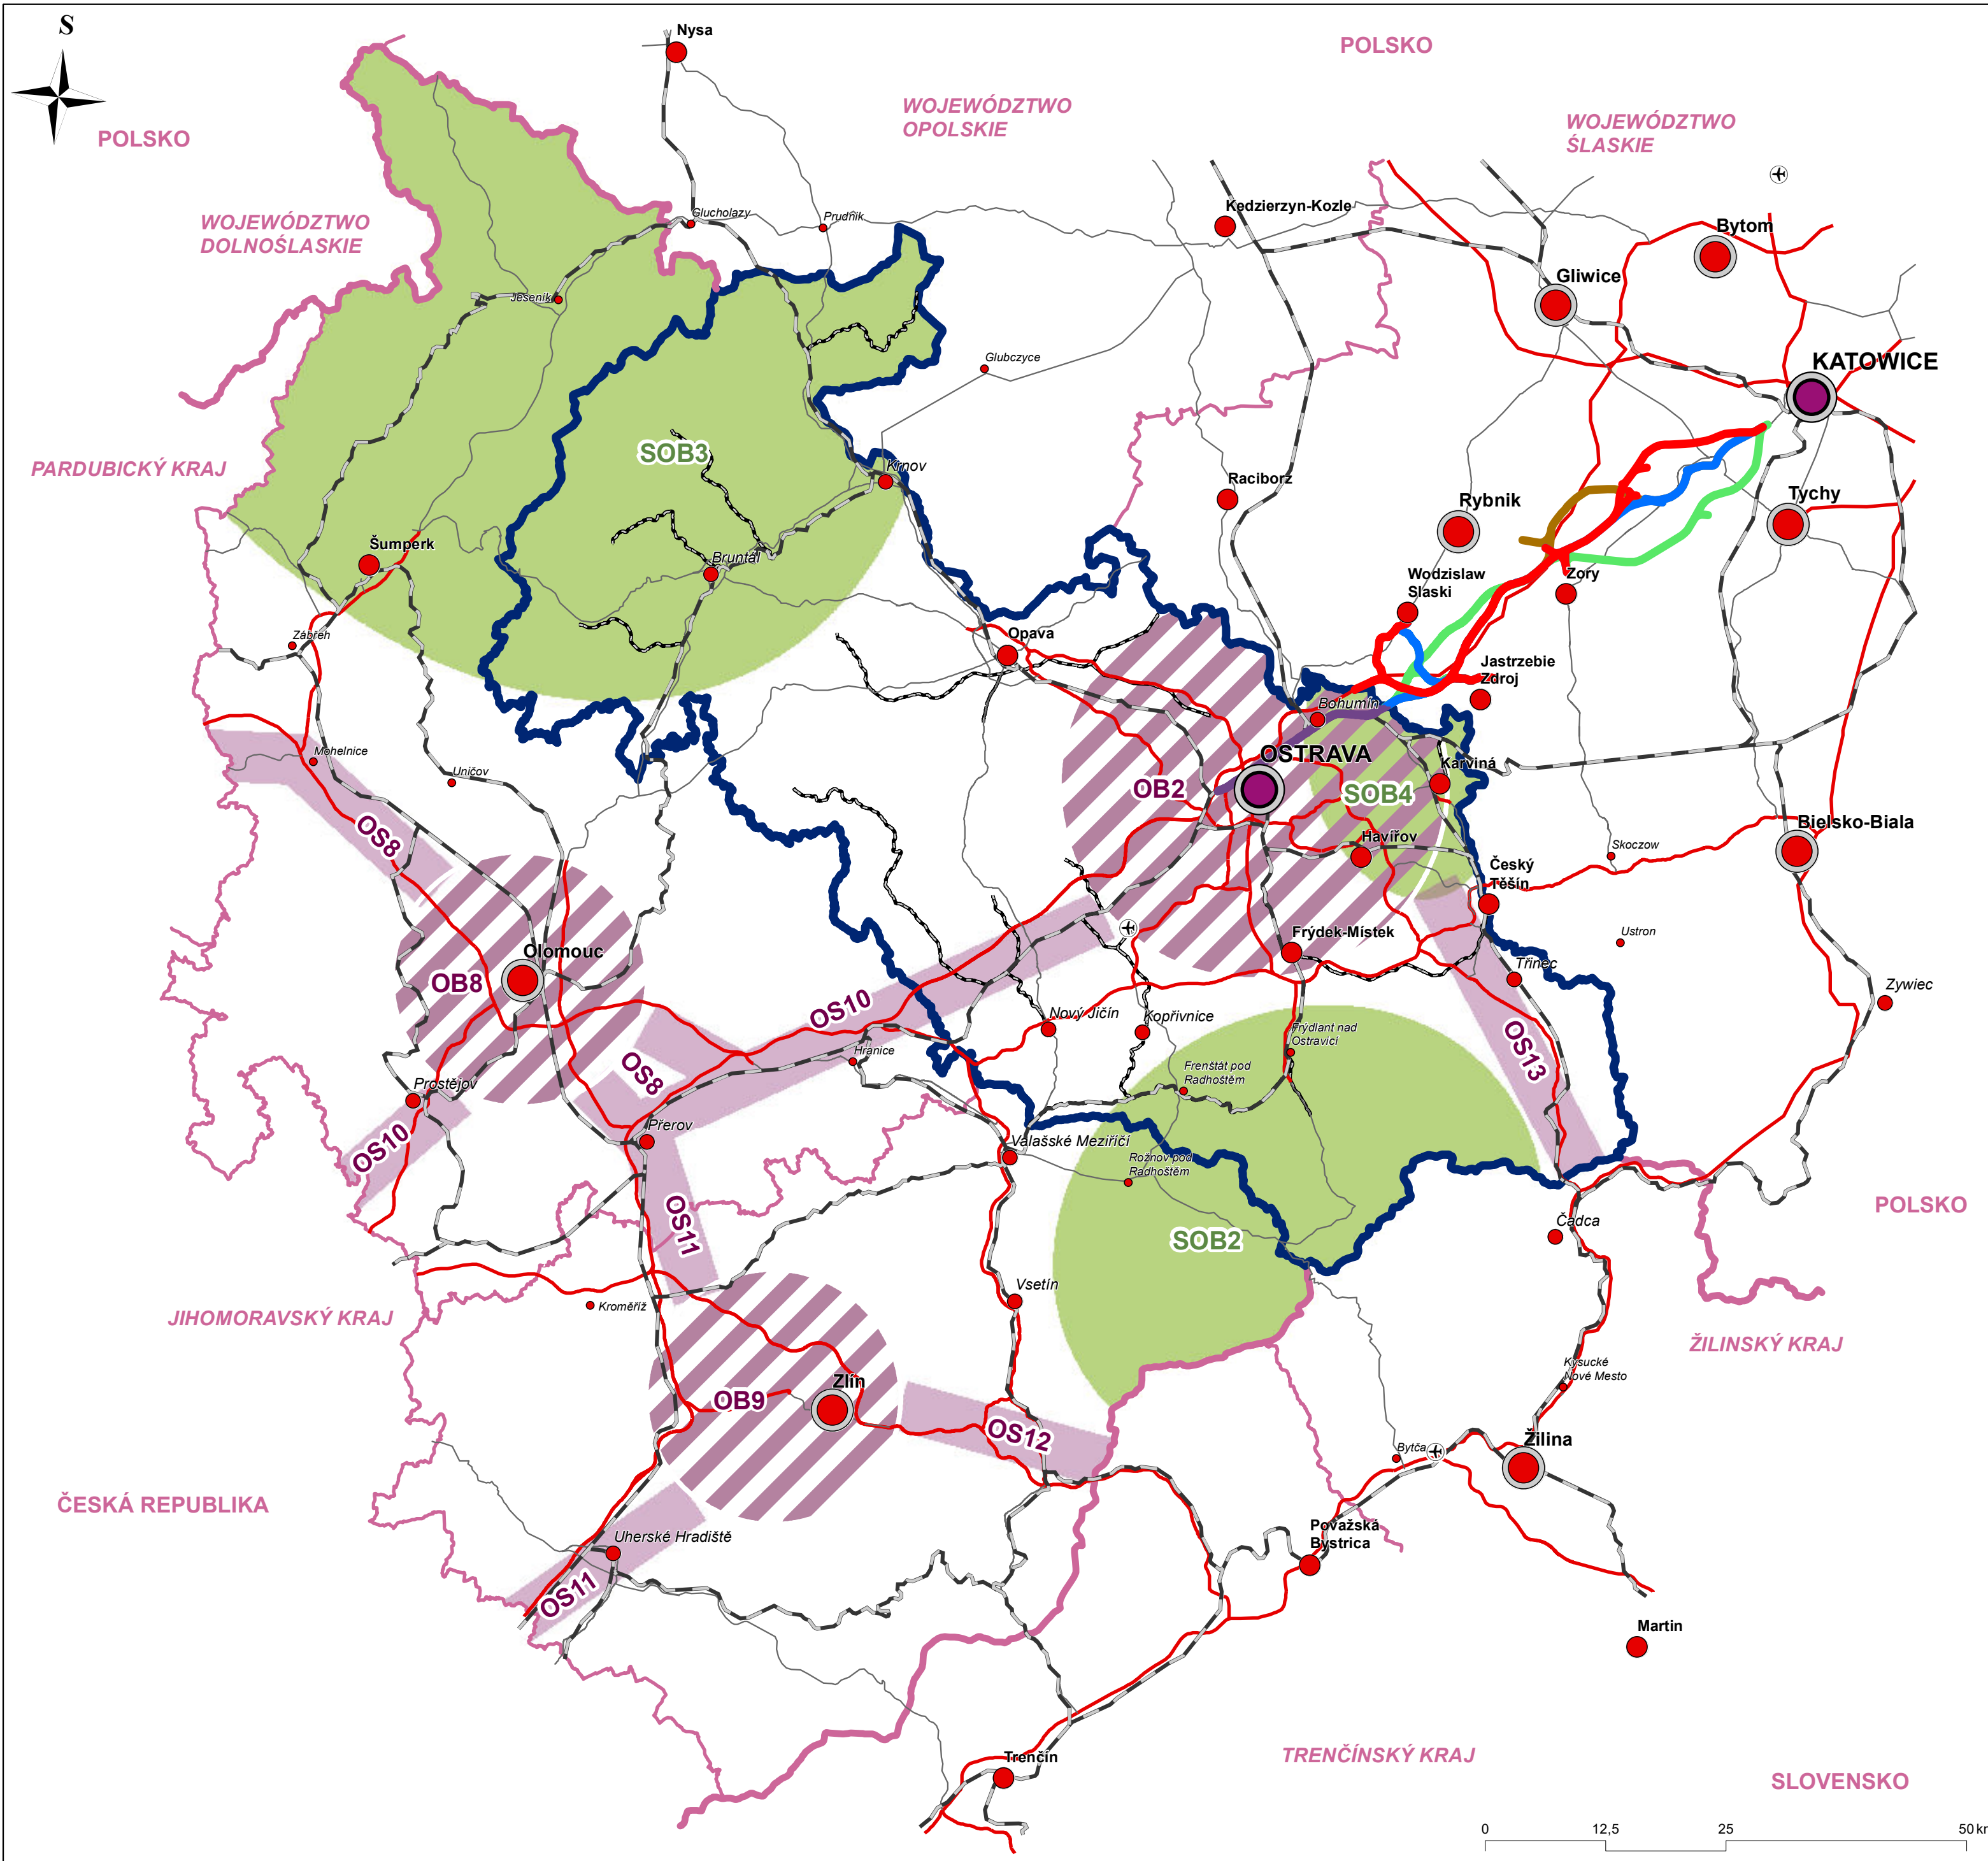 S
Nysa
POLSKO
POLSKO
WOJEWÓDZTWO
OPOLSKIE
WOJEWÓDZTWO
ŚLASKIE
WOJEWÓDZTWO
DOLNOŚLASKIE
Glucholazy
Prudnik
Kedzierzyn-Kozle
Bytom
Gliwice
Jeseník
Glubczyce
KATOWICE
SOB3
PARDUBICKÝ KRAJ
Krnov
Raciborz
Rybnik
Tychy
Šumperk
Bruntál
Wodzislaw
Slaski
Zory
Zábřeh
Opava
Jastrzebie
Zdroj
Bohumín
Mohelnice
Uničov
OSTRAVA
OB2
SOB4
Karviná
OS8
Havířov
Bielsko-Biala
Skoczow
Český
Těšín
Olomouc
OB8
Frýdek-Místek
Ustron
Třinec
Zywiec
OS10
Nový Jičín
Kopřivnice
Frýdlant nad
Ostravicí
OS13
Hranice
OS8
Frenštát pod
Radhoštěm
Prostějov
OS10
Přerov
Valašské Meziříčí
Rožnov pod
Radhoštěm
OS11
POLSKO
Čadca
SOB2
Vsetín
Kroměříž
JIHOMORAVSKÝ KRAJ
ŽILINSKÝ KRAJ
Kysucké
Nové Mesto
Zlín
OB9
OS12
Žilina
Bytča
ČESKÁ REPUBLIKA
Považská
Bystrica
Uherské Hradiště
OS11
Martin
Trenčín
TRENČÍNSKÝ KRAJ
SLOVENSKO
0 12,5 25 50 km